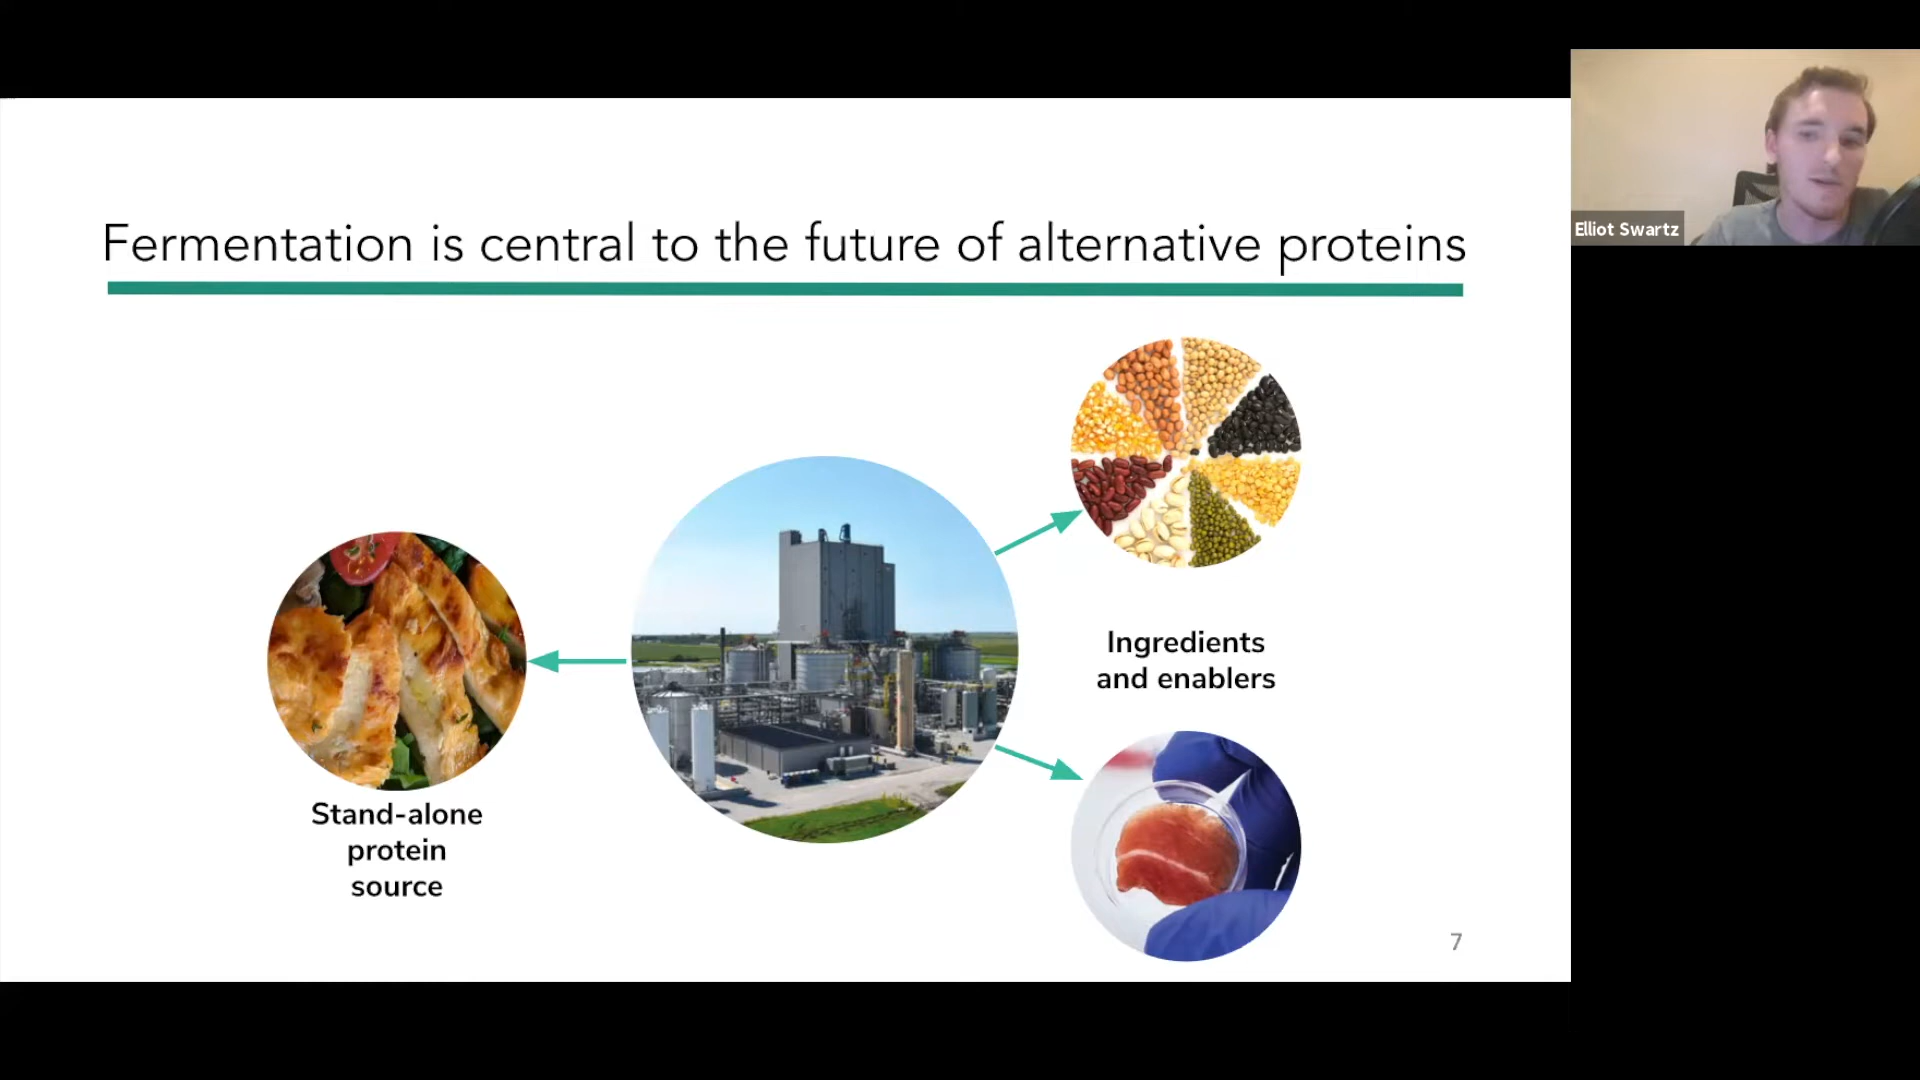 Fermentation is central to the future of alternative proteins
Elliot Swartz
Ingredients
and enablers
Stand-alone
protein
source
7